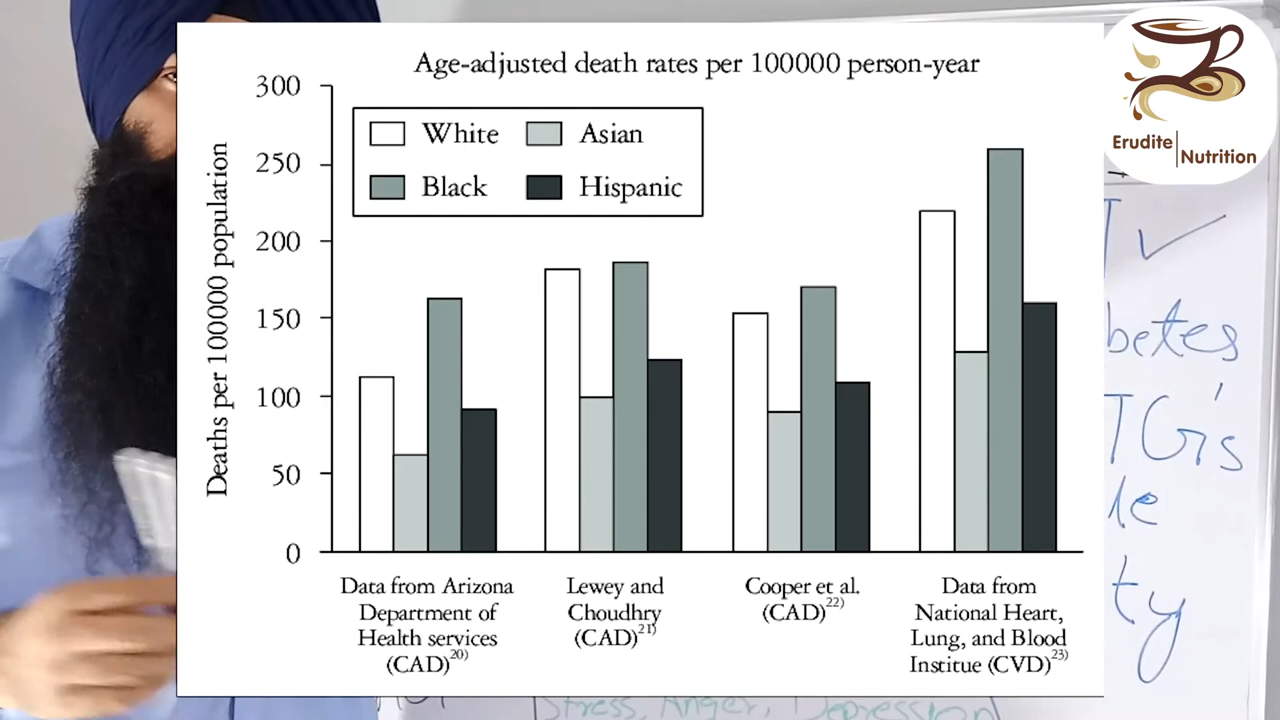 Age-adjusted death rates per 100000 person-year
Deaths per 100000 population
300
250
200
150
100
50
0
White
Asian
Black
Hispanic
Data from Arizona
Department of
Health services
(CAD)20)
Lewey and
Choudhry
(CAD)21)
Cooper et al.
(CAD)22)
Data from
National Heart,
Lung, and Blood
Institue (CVD)23)
Erudite
Nutrition
betes
TG's
le
ty
Stress, Anger, Depression